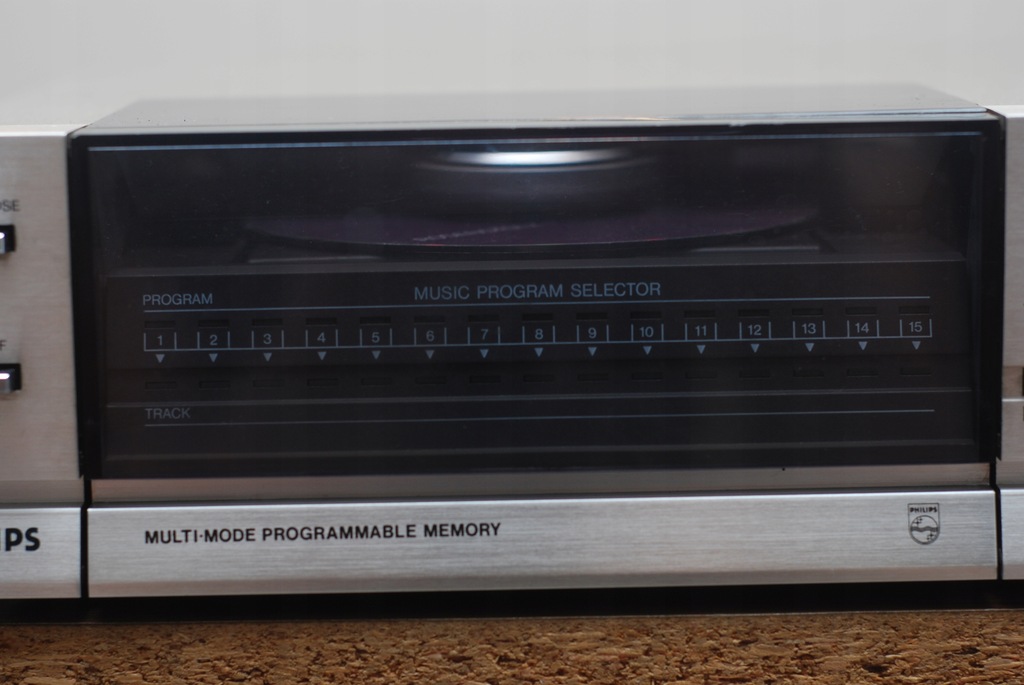 OSE
PROGRAM
MUSIC PROGRAM SELECTOR
1 2 3 4 5 6 7 8 9 10 11 12 13 14 15
F
TRACK
IPS
MULTI-MODE PROGRAMMABLE MEMORY
PHILIPS